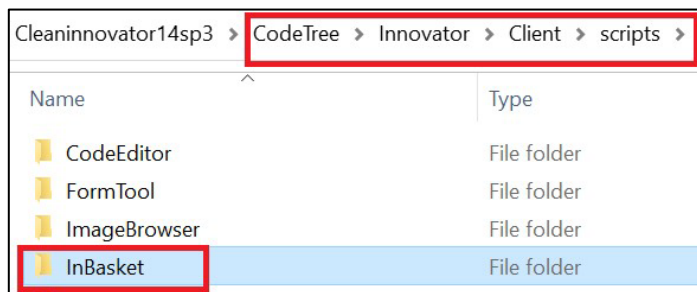 Cleaninnovator14sp3 > CodeTree > Innovator > Client > scripts >
Name Type
CodeEditor File folder
FormTool File folder
ImageBrowser File folder
InBasket File folder